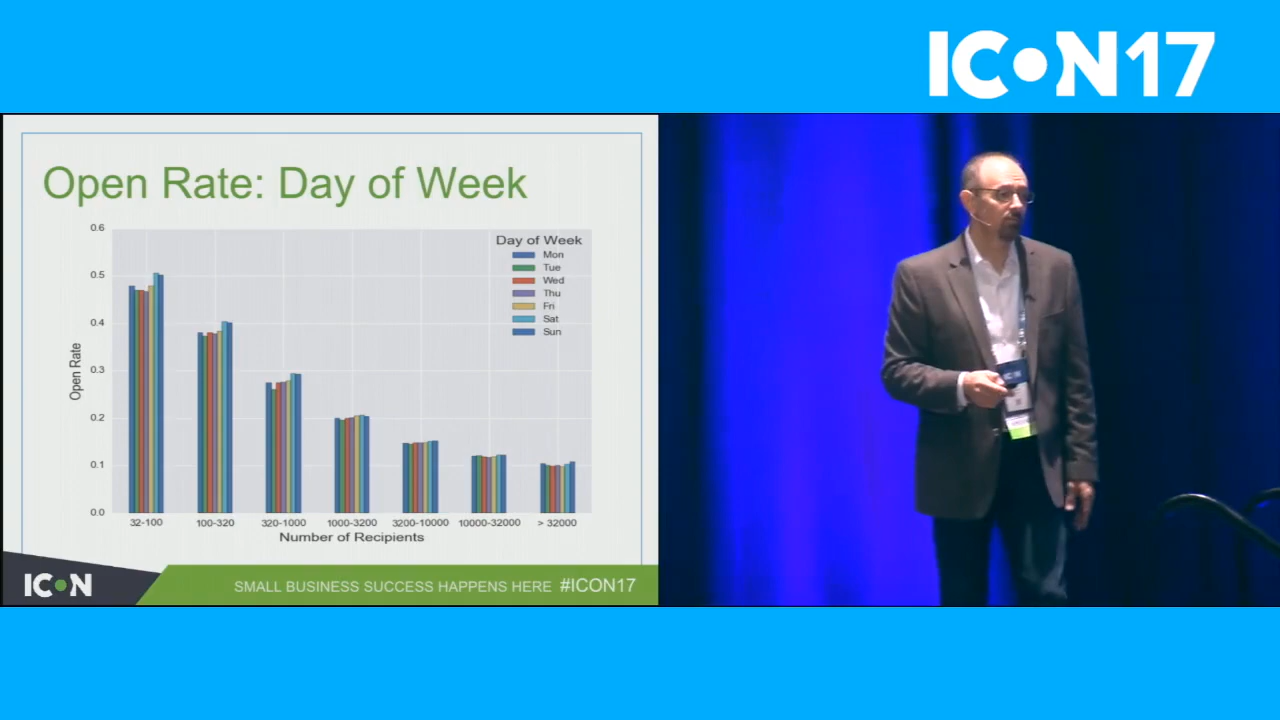 ICON17
Open Rate: Day of Week
0.6
0.5
0.4
0.3
0.2
0.1
0.0
Open Rate
Day of Week
Mon
Tue
Wed
Thu
Fri
Sat
Sun
32-100
100-320
320-1000
1000-3200
3200-10000
10000-32000
> 32000
Number of Recipients
ICON
SMALL BUSINESS SUCCESS HAPPENS HERE #ICON17
ICON